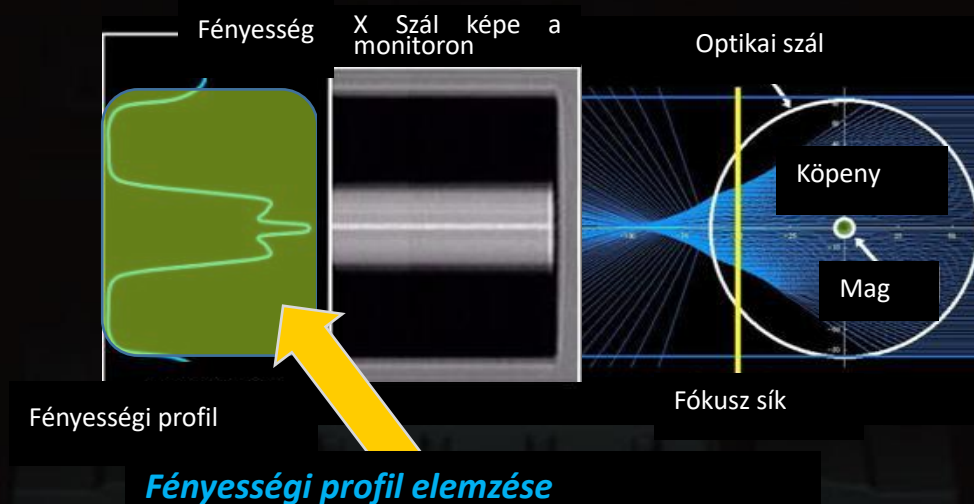 Fényesség
X Szál képe a
monitoron
Optikai szál
Köpeny
Mag
Fényességi profil
Fókusz sík
Fényességi profil elemzése